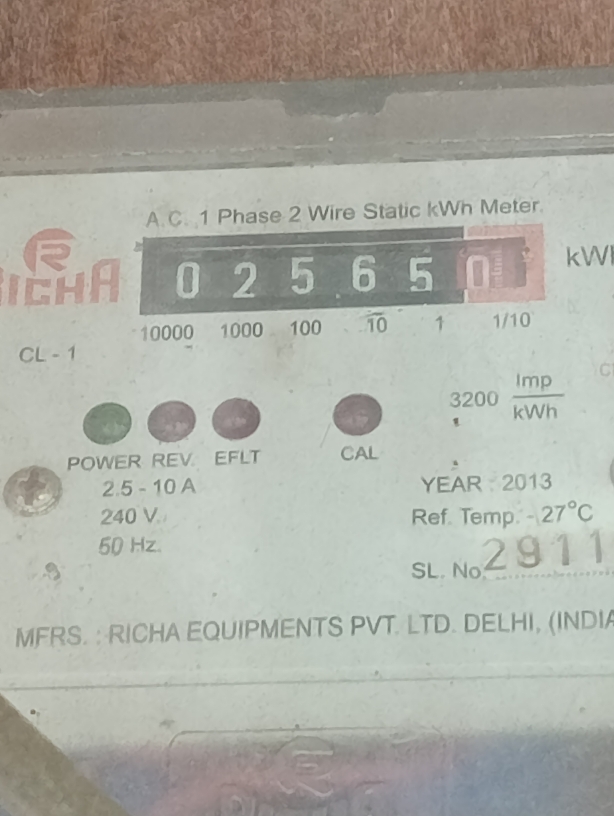 A.C. 1 Phase 2 Wire Static kWh Meter.
RICHA
0 2 5 6 5 0
kWh
10000 1000 100 10 1 1/10
CL - 1
3200 Imp/kWh
POWER REV. EFLT CAL
2.5 - 10 A
240 V.
50 Hz.
YEAR : 2013
Ref. Temp. - 27°C
SL. No. 2911
MFRS. : RICHA EQUIPMENTS PVT. LTD. DELHI, (INDIA